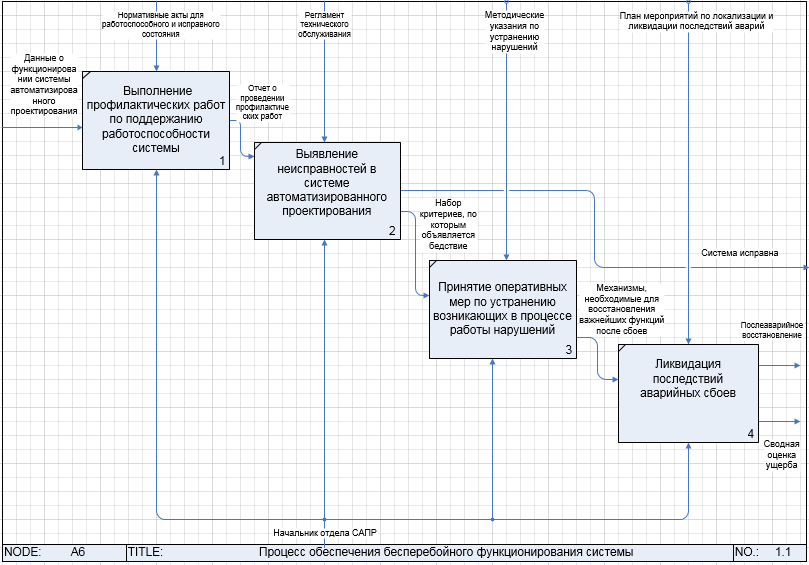 Нормативные акты для
работоспособного и исправного
состояния
Регламент
технического
обслуживания
Методические
указания по
устранению
нарушений
План мероприятий по локализации и
ликвидации последствий аварий
Данные о
функционирова
нии системы
автоматизирова
нного
проектирования
Выполнение
профилактических работ
по поддержанию
работоспособности
системы
1
Отчет о
проведении
профилактиче
ских работ
Выявление
неисправностей в
системе
автоматизированного
проектирования
2
Набор
критериев, по
которым
объявляется
бедствие
Система исправна
Принятие оперативных
мер по устранению
возникающих в процессе
работы нарушений
3
Механизмы,
необходимые для
восстановления
важнейших функций
после сбоев
Послеаварийное
восстановление
Ликвидация
последствий
аварийных сбоев
4
Сводная
оценка
ущерба
Начальник отдела САПР
NODE: A6 TITLE: Процесс обеспечения бесперебойного функционирования системы NO.: 1.1